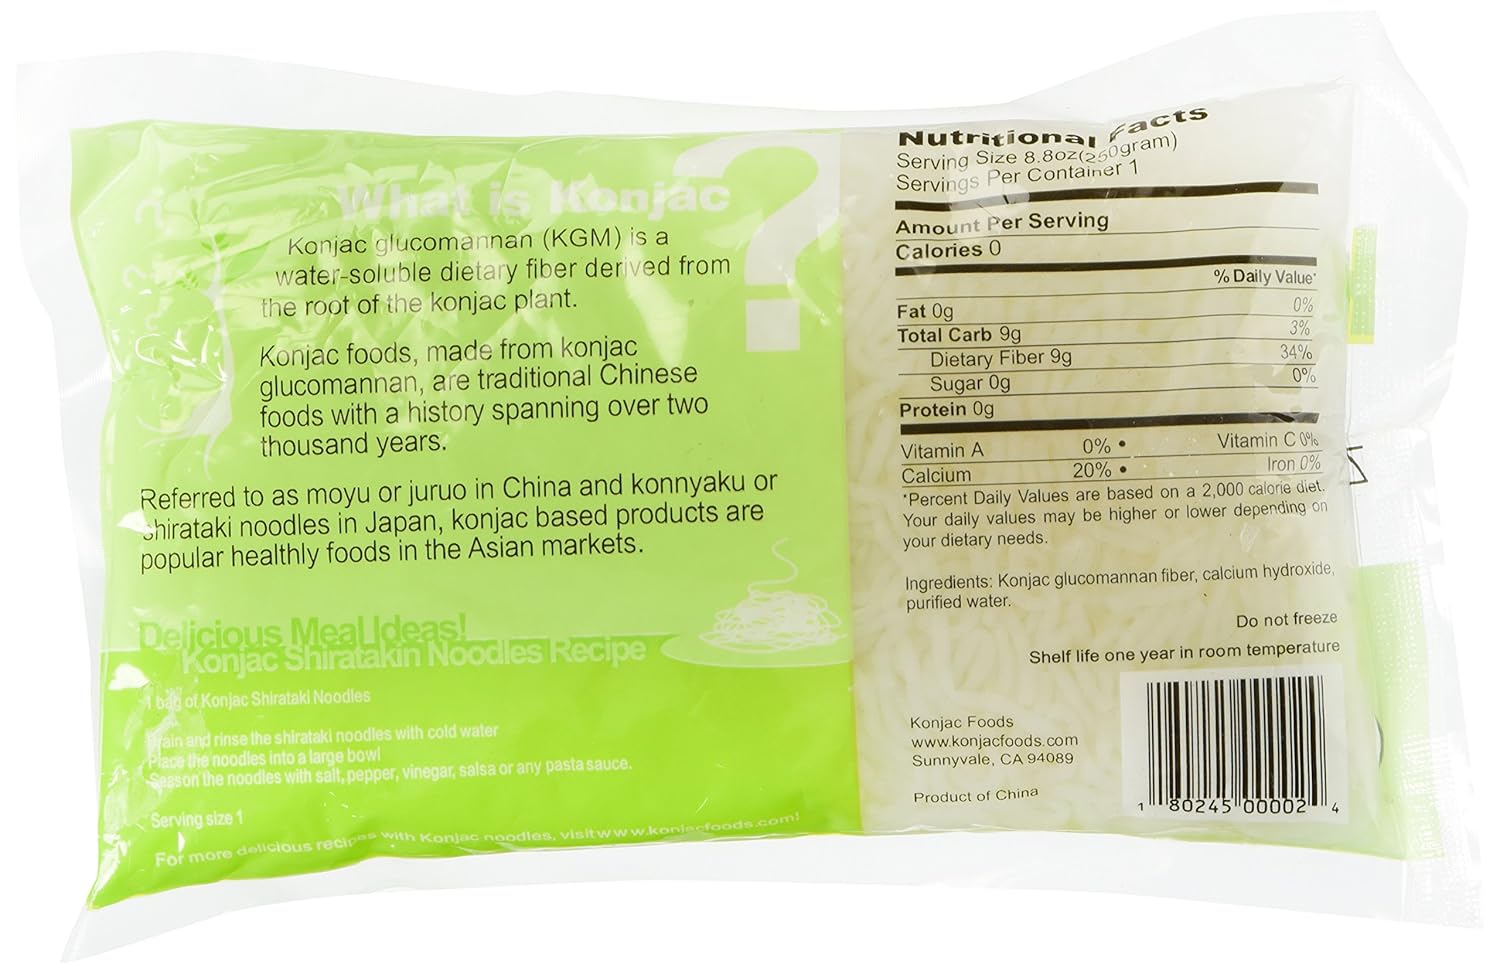 What is Konjac
?
Konjac glucomannan (KGM) is a
water-soluble dietary fiber derived from
the root of the konjac plant.
Konjac foods, made from konjac
glucomannan, are traditional Chinese
foods with a history spanning over two
thousand years.
Referred to as moyu or juruo in China and konnyaku or
shirataki noodles in Japan, konjac based products are
popular healthly foods in the Asian markets.
Delicious Meal Ideas!
Konjac Shiratakin Noodles Recipe
1 bag of Konjac Shirataki Noodles
Drain and rinse the shirataki noodles with cold water
Place the noodles into a large bowl
Season the noodles with salt, pepper, vinegar, salsa or any pasta sauce.
Serving size 1
For more delicious recipes with Konjac noodles, visit www.konjacfoods.com!
Nutritional Facts
Serving Size 8.8oz(250gram)
Servings Per Container 1
Amount Per Serving
Calories 0
% Daily Value*
Fat 0g 0%
Total Carb 9g 3%
Dietary Fiber 9g 34%
Sugar 0g 0%
Protein 0g
Vitamin A 0% • Vitamin C 0%
Calcium 20% • Iron 0%
*Percent Daily Values are based on a 2,000 calorie diet.
Your daily values may be higher or lower depending on
your dietary needs.
Ingredients: Konjac glucomannan fiber, calcium hydroxide,
purified water.
Do not freeze
Shelf life one year in room temperature
Konjac Foods
www.konjacfoods.com
Sunnyvale, CA 94089
Product of China
1 80245 00002 4